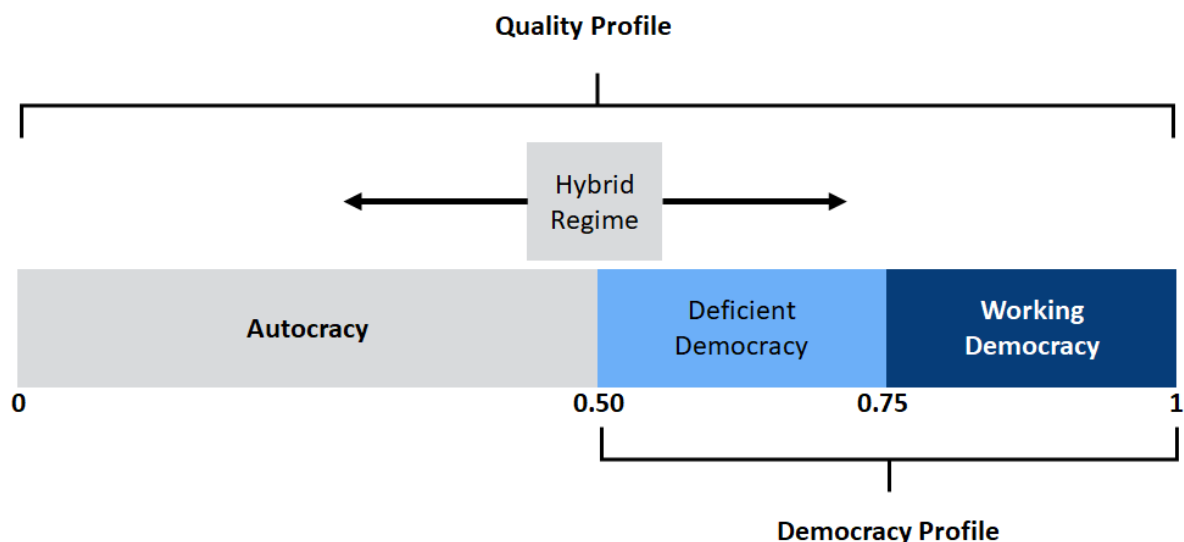 Quality Profile
Hybrid
Regime
Autocracy
Deficient
Democracy
Working
Democracy
0
0.50
0.75
1
Democracy Profile